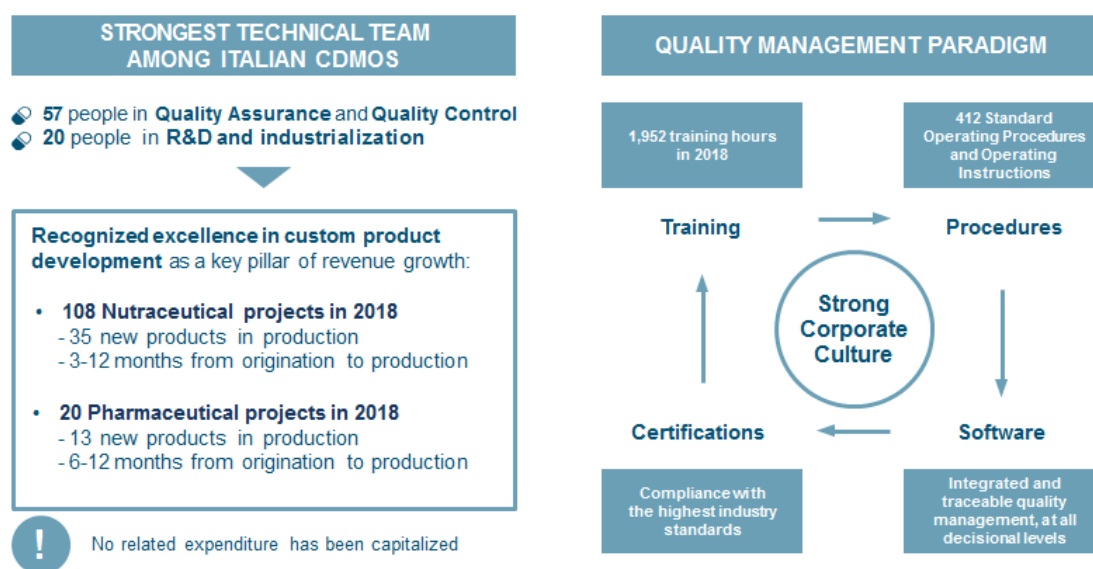 STRONGEST TECHNICAL TEAM
AMONG ITALIAN CDMOS
57 people in Quality Assurance and Quality Control
20 people in R&D and industrialization
Recognized excellence in custom product
development as a key pillar of revenue growth:
• 108 Nutraceutical projects in 2018
- 35 new products in production
- 3-12 months from origination to production
• 20 Pharmaceutical projects in 2018
- 13 new products in production
- 6-12 months from origination to production
!
No related expenditure has been capitalized
QUALITY MANAGEMENT PARADIGM
1,952 training hours
in 2018
412 Standard
Operating Procedures
and Operating
Instructions
Training
Procedures
Strong
Corporate
Culture
Certifications
Software
Compliance with
the highest industry
standards
Integrated and
traceable quality
management, at all
decisional levels